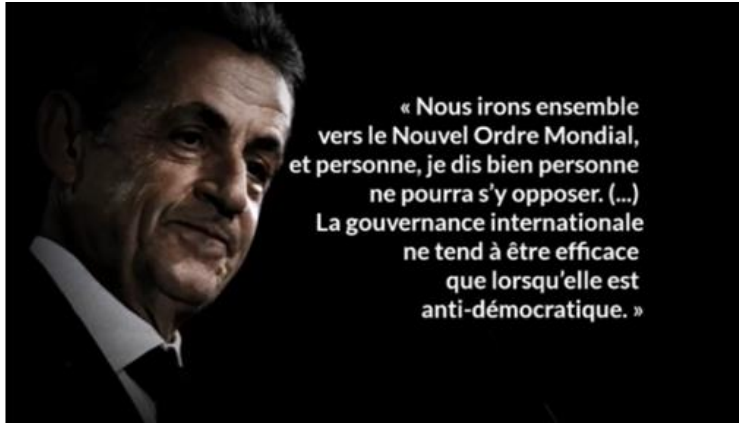 « Nous irons ensemble
vers le Nouvel Ordre Mondial,
et personne, je dis bien personne
ne pourra s’y opposer. (...)
La gouvernance internationale
ne tend à être efficace
que lorsqu’elle est
anti-démocratique. »